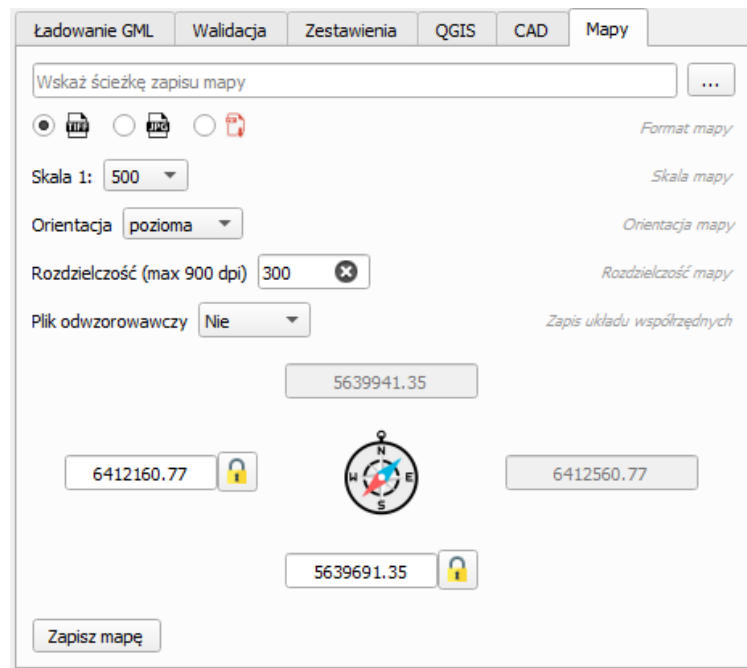 Ładowanie GML Walidacja Zestawienia QGIS CAD Mapy
Wskaż ścieżkę zapisu mapy ...
TIFF JPG Format mapy
Skala 1: 500 Skala mapy
Orientacja pozioma Orientacja mapy
Rozdzielczość (max 900 dpi) 300 Rozdzielczość mapy
Plik odwzorowawczy Nie Zapis układu współrzędnych
5639941.35
N
6412160.77 W E 6412560.77
S
5639691.35
Zapisz mapę